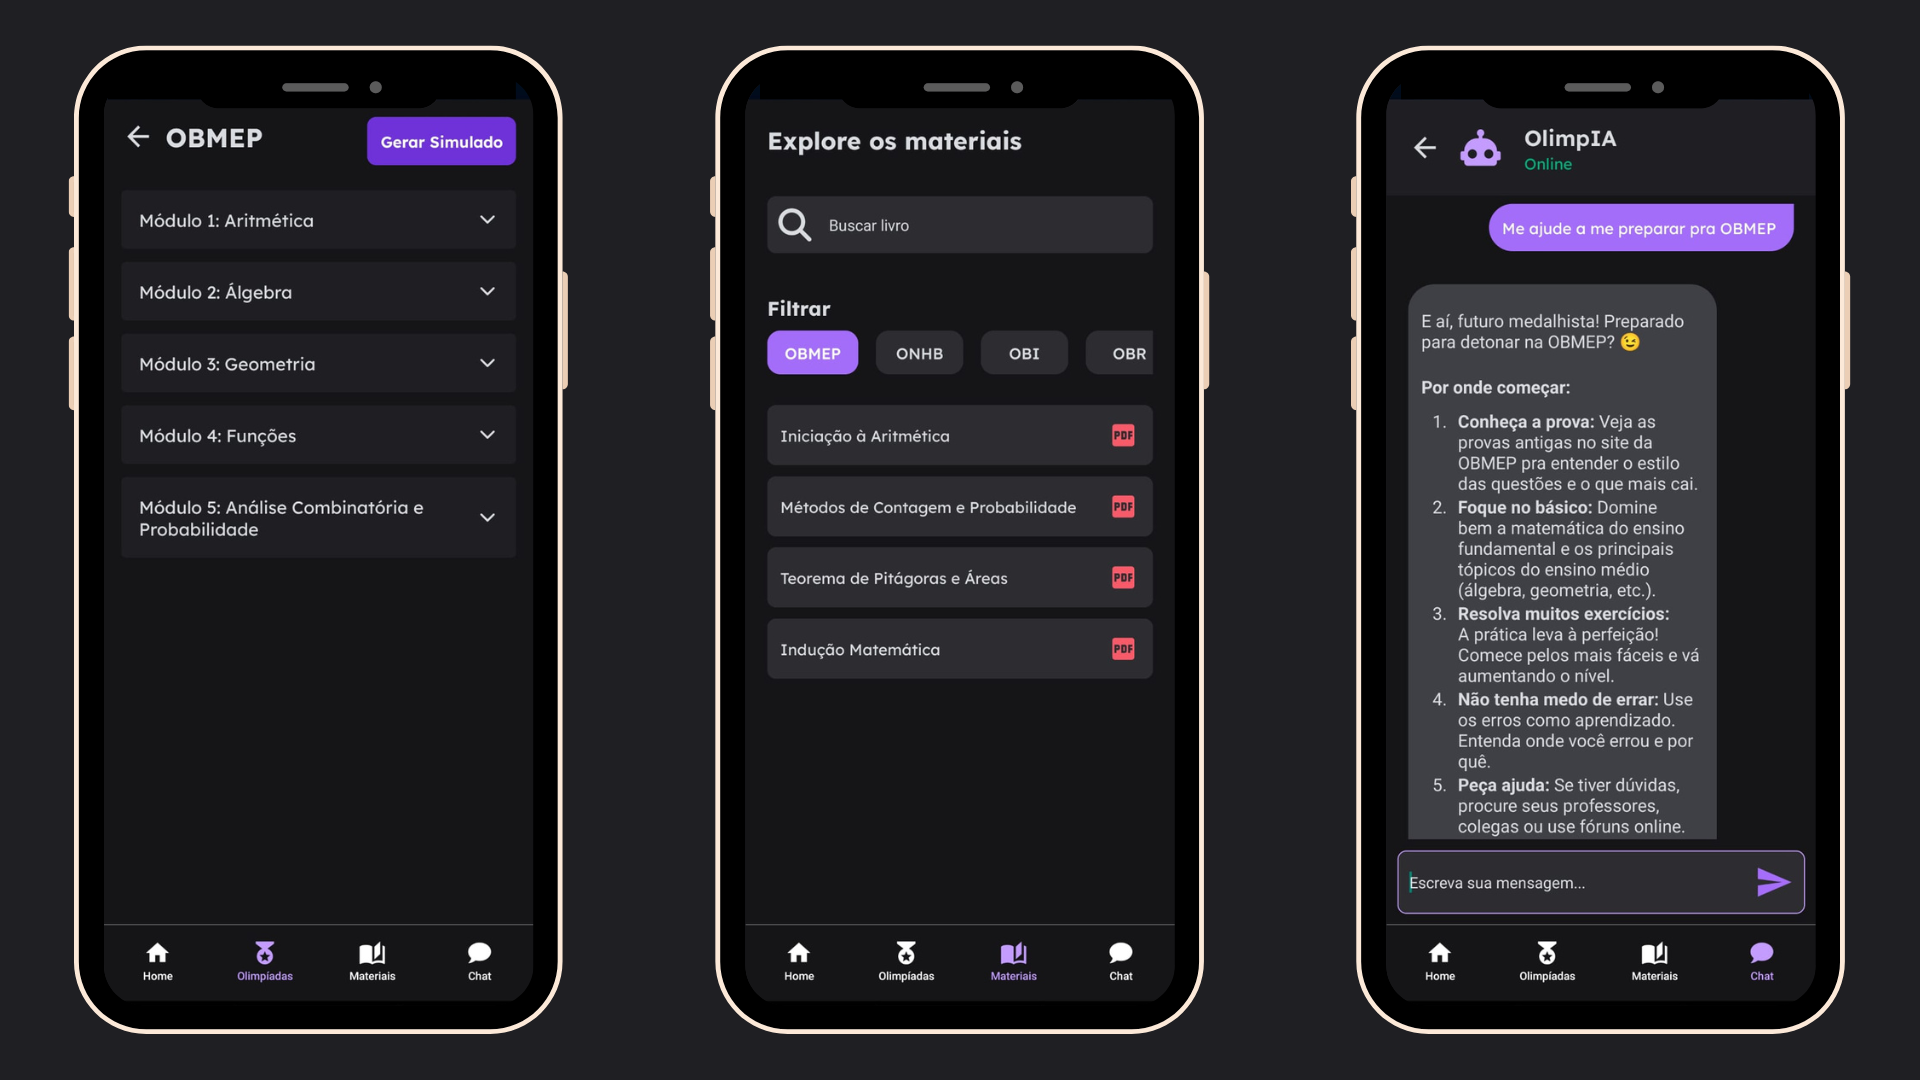 OBMEP
Gerar Simulado
Módulo 1: Aritmética
Módulo 2: Álgebra
Módulo 3: Geometria
Módulo 4: Funções
Módulo 5: Análise Combinatória e
Probabilidade
Home
Olimpíadas
Materiais
Chat
Explore os materiais
Buscar livro
Filtrar
OBMEP
ONHB
OBI
OBR
Iniciação à Aritmética
PDF
Métodos de Contagem e Probabilidade
PDF
Teorema de Pitágoras e Áreas
PDF
Indução Matemática
PDF
Home
Olimpíadas
Materiais
Chat
OlimpIA
Online
Me ajude a me preparar pra OBMEP
E aí, futuro medalhista! Preparado
para detonar na OBMEP? 😉
Por onde começar:
1. Conheça a prova: Veja as
provas antigas no site da
OBMEP pra entender o estilo
das questões e o que mais cai.
2. Foque no básico: Domine
bem a matemática do ensino
fundamental e os principais
tópicos do ensino médio
(álgebra, geometria, etc.).
3. Resolva muitos exercícios:
A prática leva à perfeição!
Comece pelos mais fáceis e vá
aumentando o nível.
4. Não tenha medo de errar: Use
os erros como aprendizado.
Entenda onde você errou e por
quê.
5. Peça ajuda: Se tiver dúvidas,
procure seus professores,
colegas ou use fóruns online.
Escreva sua mensagem...
Home
Olimpíadas
Materiais
Chat